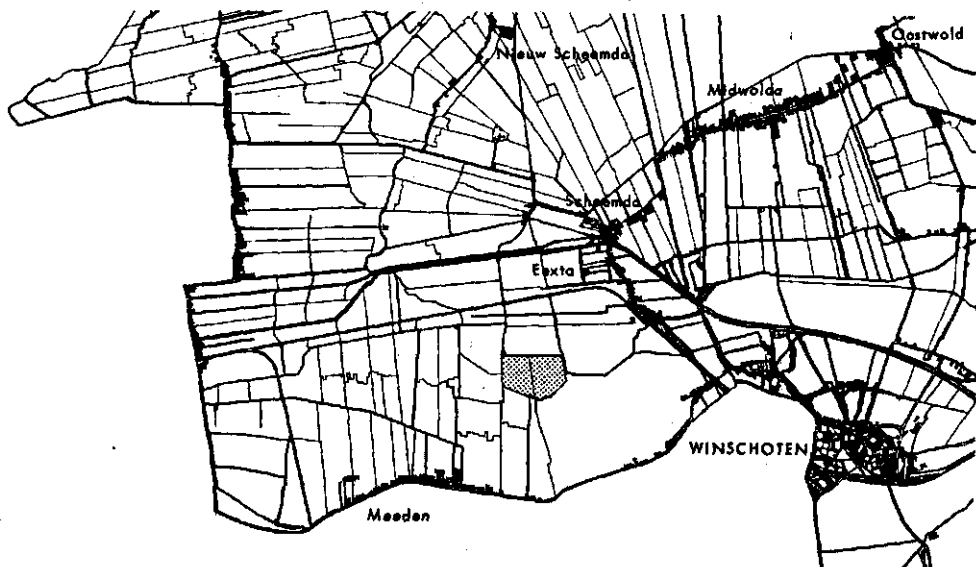 Oostwold
Nieuw Scheemda
Midwolda
Scheemda
Eexta
WINSCHOTEN
Meeden